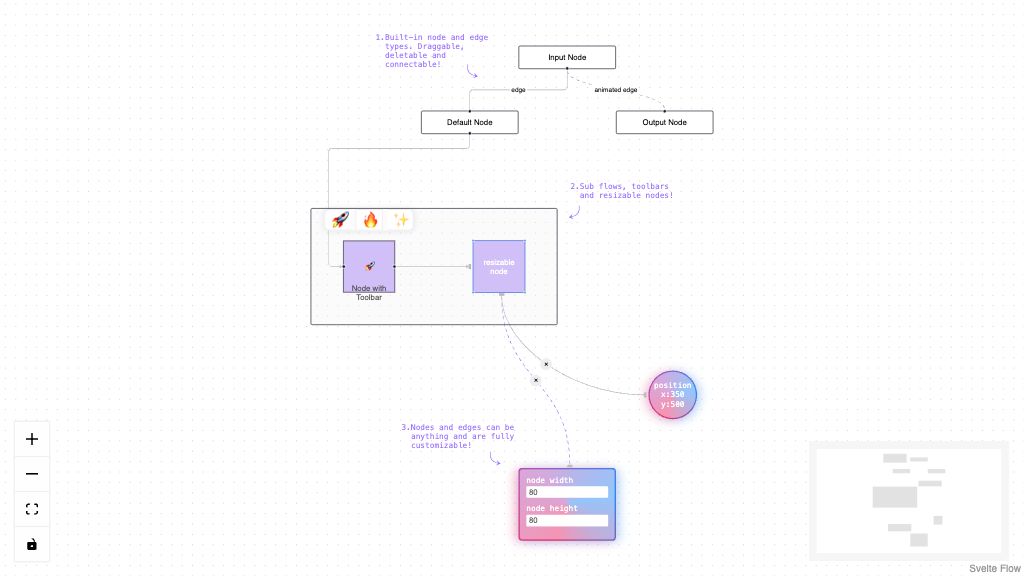 1.Built-in node and edge
types. Draggable,
deletable and
connectable!
Input Node
edge
animated edge
Default Node
Output Node
2.Sub flows, toolbars
and resizable nodes!
Node with
Toolbar
resizable
node
position
x:350
y:500
3.Nodes and edges can be
anything and are fully
customizable!
node width
80
node height
80
Svelte Flow